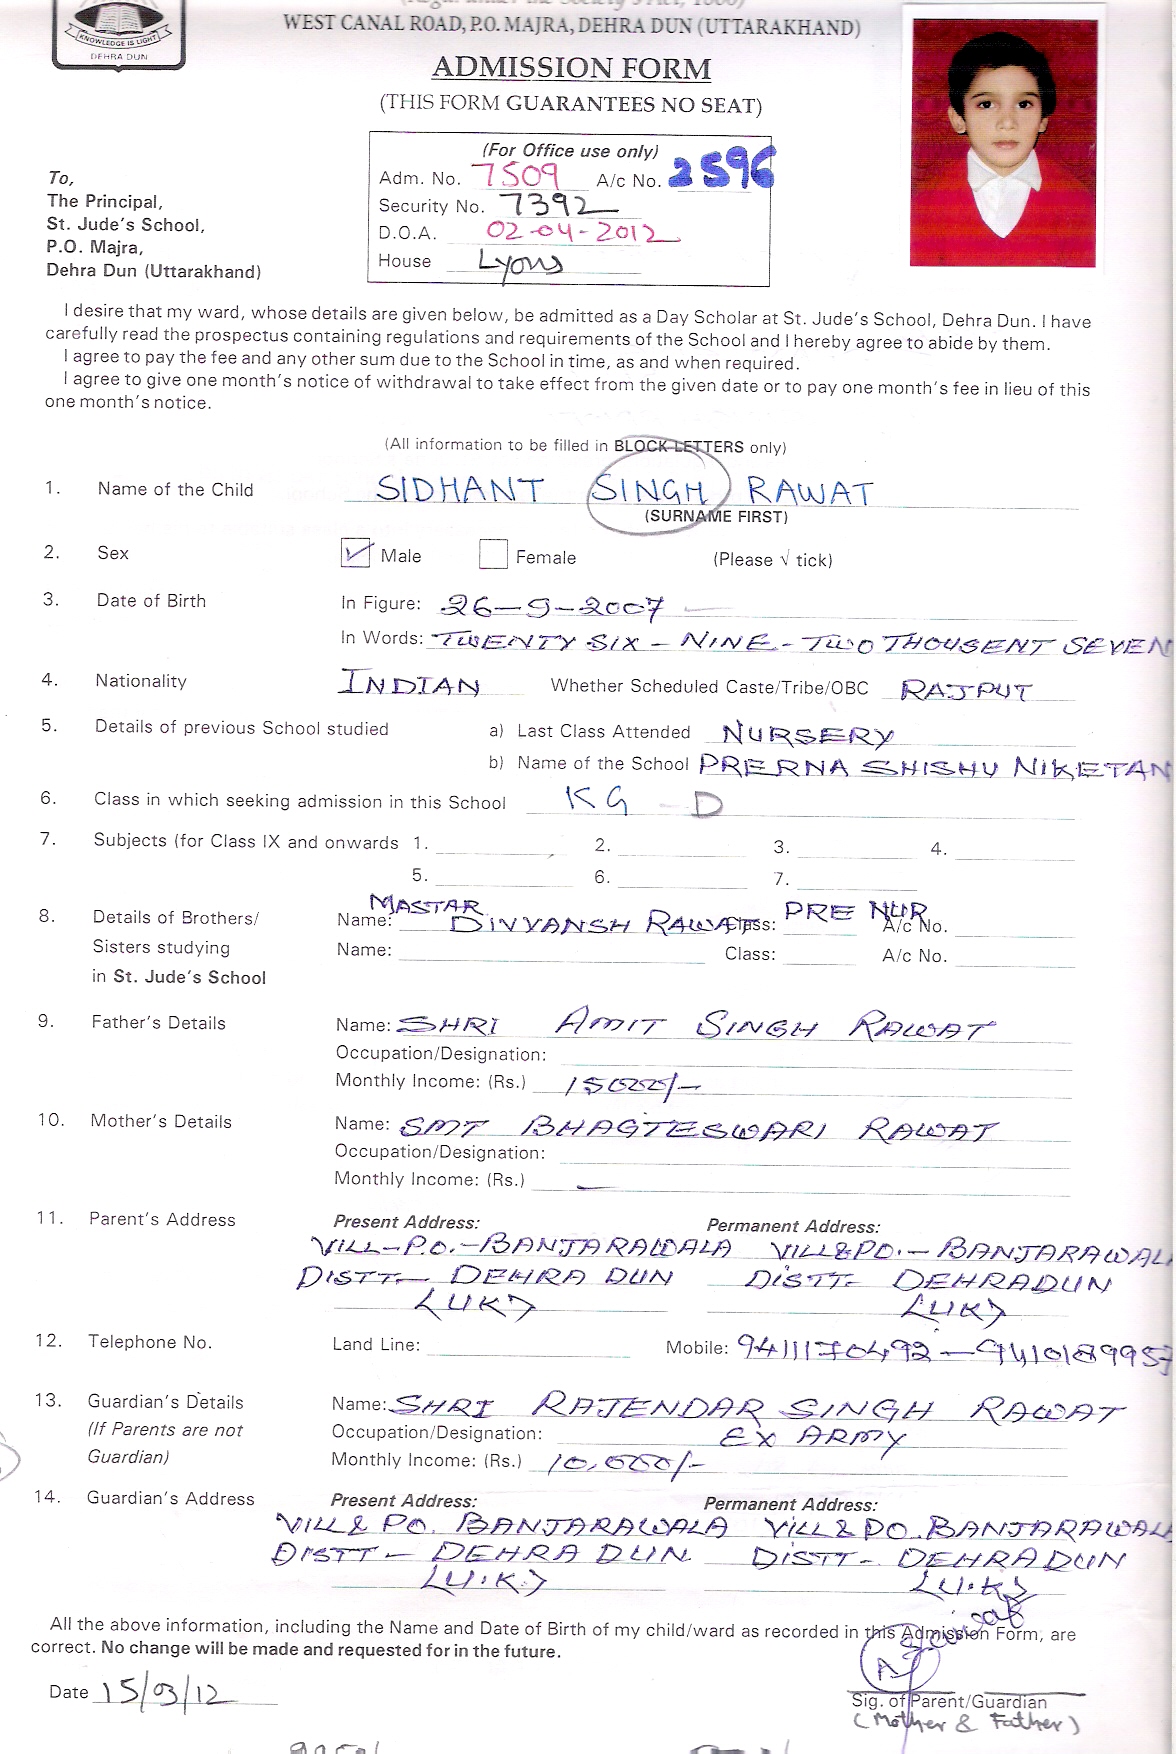 KNOWLEDGE IS LIGHT
DEHRA DUN
WEST CANAL ROAD, P.O. MAJRA, DEHRA DUN (UTTARAKHAND)
ADMISSION FORM
(THIS FORM GUARANTEES NO SEAT)
(For Office use only)
Adm. No. 7509 A/c No. 2596
Security No. 7392
D.O.A. 02-04-2012
House Lyons
To,
The Principal,
St. Jude's School,
P.O. Majra,
Dehra Dun (Uttarakhand)
I desire that my ward, whose details are given below, be admitted as a Day Scholar at St. Jude's School, Dehra Dun. I have
carefully read the prospectus containing regulations and requirements of the School and I hereby agree to abide by them.
I agree to pay the fee and any other sum due to the School in time, as and when required.
I agree to give one month's notice of withdrawal to take effect from the given date or to pay one month's fee in lieu of this
one month's notice.
(All information to be filled in BLOCK LETTERS only)
1. Name of the Child SIDHANT SINGH RAWAT
(SURNAME FIRST)
2. Sex Male Female (Please √ tick)
3. Date of Birth In Figure: 26-9-2007
In Words: TWENTY SIX - NINE - TWO THOUSENT SEVEN
4. Nationality INDIAN Whether Scheduled Caste/Tribe/OBC RAJPUT
5. Details of previous School studied a) Last Class Attended NURSERY
b) Name of the School PRERNA SHISHU NIKETAN
6. Class in which seeking admission in this School KG - D
7. Subjects (for Class IX and onwards 1. 2. 3. 4.
5. 6. 7.
8. Details of Brothers/ Name: MASTAR DIVYANSH RAWAT Class: PRE NUR A/c No.
Sisters studying Name: Class: A/c No.
in St. Jude's School
9. Father's Details Name: SHRI AMIT SINGH RAWAT
Occupation/Designation:
Monthly Income: (Rs.) 15000/-
10. Mother's Details Name: SMT BHAGTESWARI RAWAT
Occupation/Designation:
Monthly Income: (Rs.) —
11. Parent's Address Present Address: Permanent Address:
VILL-P.O.-BANJARAWALA VILL&PO.-BANJARAWAL
DISTT- DEHRA DUN DISTT- DEHRADUN
(UK) (UK)
12. Telephone No. Land Line: Mobile: 9411170492-9410189957
13. Guardian's Details Name: SHRI RAJENDAR SINGH RAWAT
(If Parents are not Occupation/Designation: EX ARMY
Guardian) Monthly Income: (Rs.) 10,000/-
14. Guardian's Address Present Address: Permanent Address:
VILL & PO. BANJARAWALA VILL & PO. BANJARAWAL
DISTT - DEHRA DUN DISTT - DEHRADUN
(U.K) (U.K)
All the above information, including the Name and Date of Birth of my child/ward as recorded in this Admission Form, are
correct. No change will be made and requested for in the future.
Date 15/03/12
Sig. of Parent/Guardian
(Mother & Father)